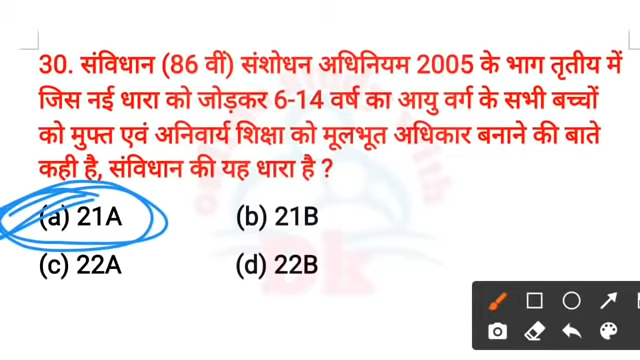 30. संविधान (86 वीं) संशोधन अधिनियम 2005 के भाग तृतीय में
जिस नई धारा को जोड़कर 6-14 वर्ष का आयु वर्ग के सभी बच्चों
को मुफ्त एवं अनिवार्य शिक्षा को मूलभूत अधिकार बनाने की बाते
कही है, संविधान की यह धारा है ?
(a) 21A (b) 21B
(c) 22A (d) 22B
Dk